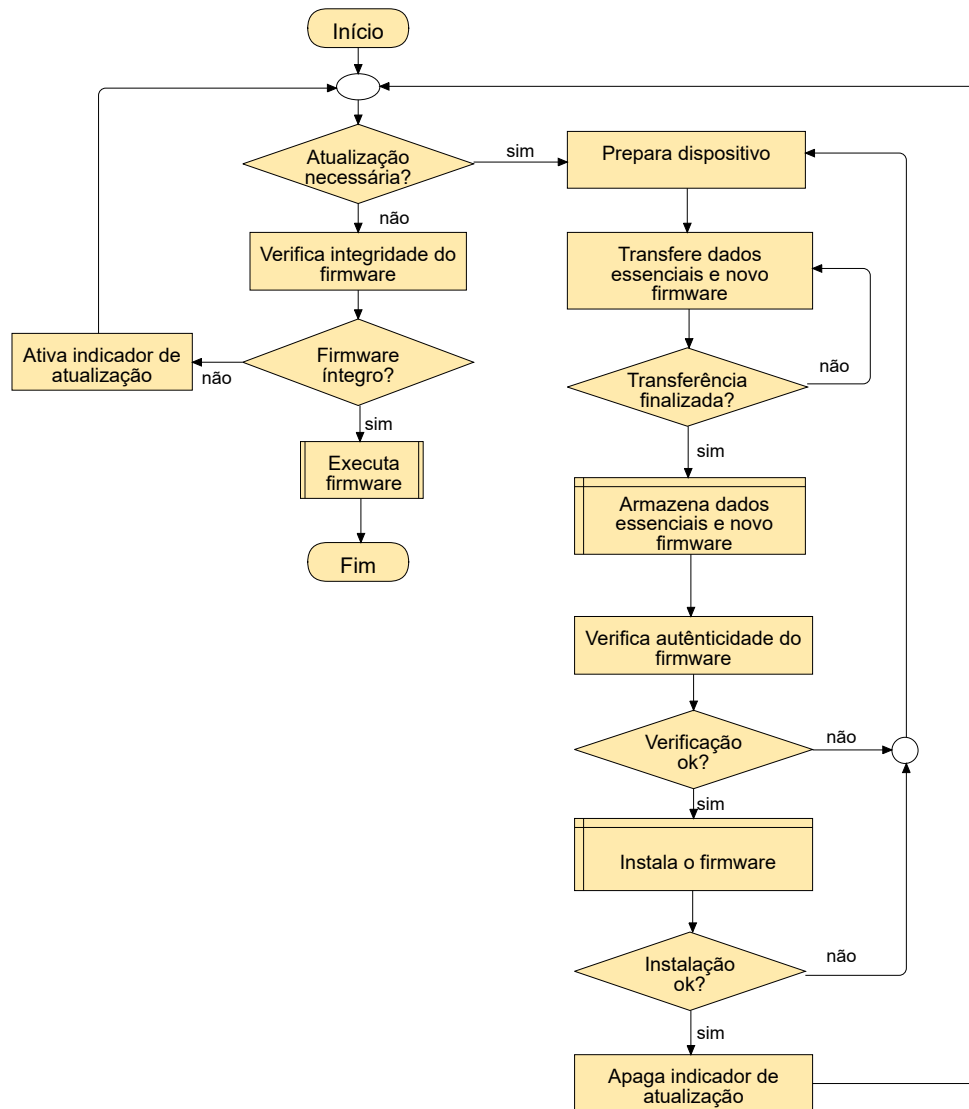 Início
Atualização
necessária?
sim
não
Prepara dispositivo
Verifica integridade do
firmware
Transfere dados
essenciais e novo
firmware
Ativa indicador de
atualização
não
Firmware
íntegro?
sim
Transferência
finalizada?
não
sim
Executa
firmware
Fim
Armazena dados
essenciais e novo
firmware
Verifica autênticidade do
firmware
Verificação
ok?
não
sim
Instala o firmware
Instalação
ok?
não
sim
Apaga indicador de
atualização